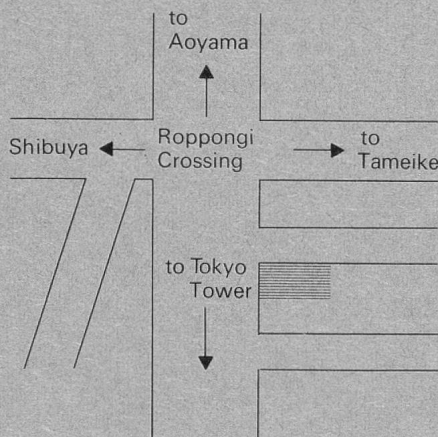 to
Aoyama
Shibuya
Roppongi
Crossing
to
Tameike
to Tokyo
Tower